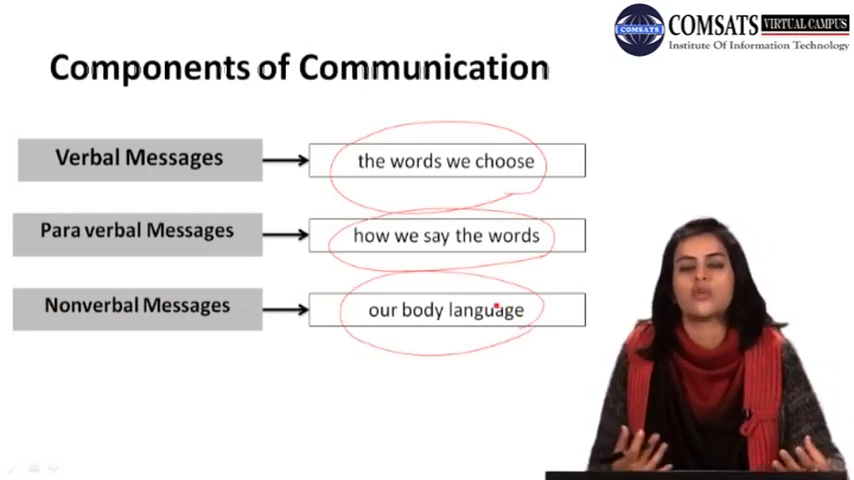 COMSATS
COMSATS VIRTUAL CAMPUS
Institute Of Information Technology
Components of Communication
Verbal Messages
the words we choose
Para verbal Messages
how we say the words
Nonverbal Messages
our body language